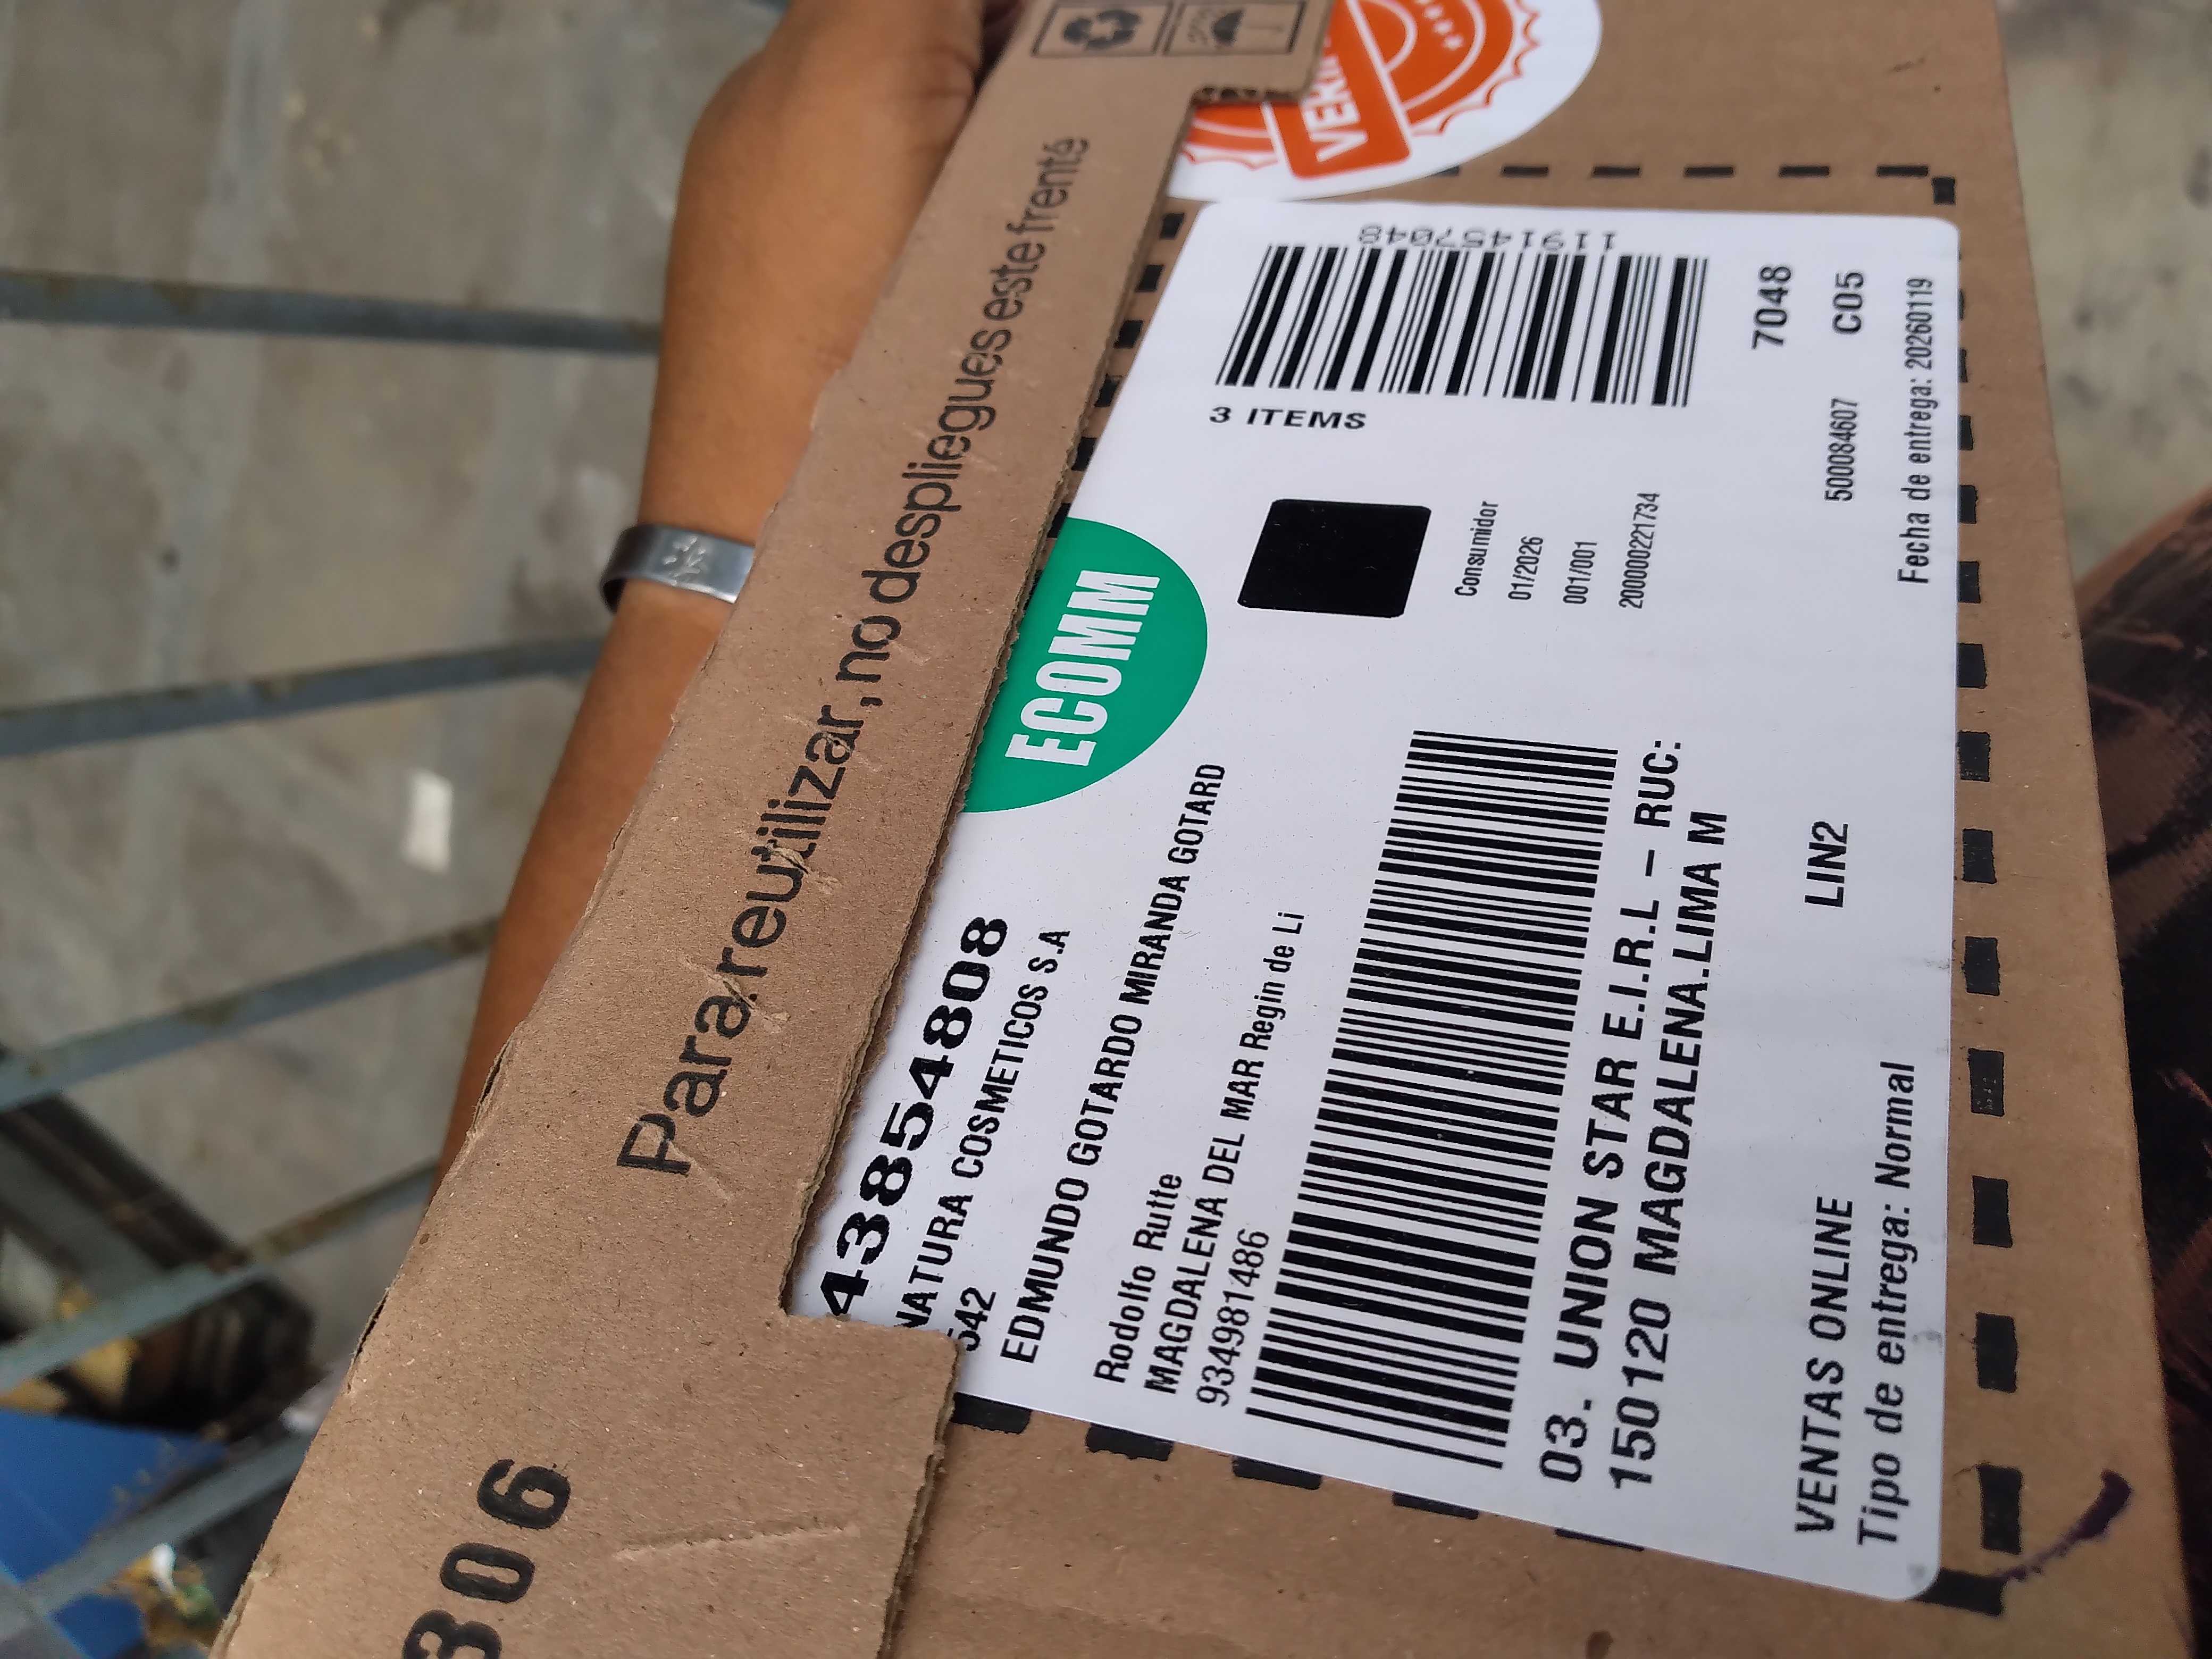 306
Para reutilizar, no despliegues este frente
1191457048
3 ITEMS
ECOMM
43854808
NATURA COSMETICOS S.A
542
EDMUNDO GOTARDO MIRANDA GOTARD
Rodolfo Rutte
MAGDALENA DEL MAR Regin de Li
934981486
Consumidor
01/2026
001/001
200000221734
03. UNION STAR E.I.R.L – RUC:
150120 MAGDALENA.LIMA M
7048
LIN2
500084607
C05
VENTAS ONLINE
Tipo de entrega: Normal
Fecha de entrega: 20260119